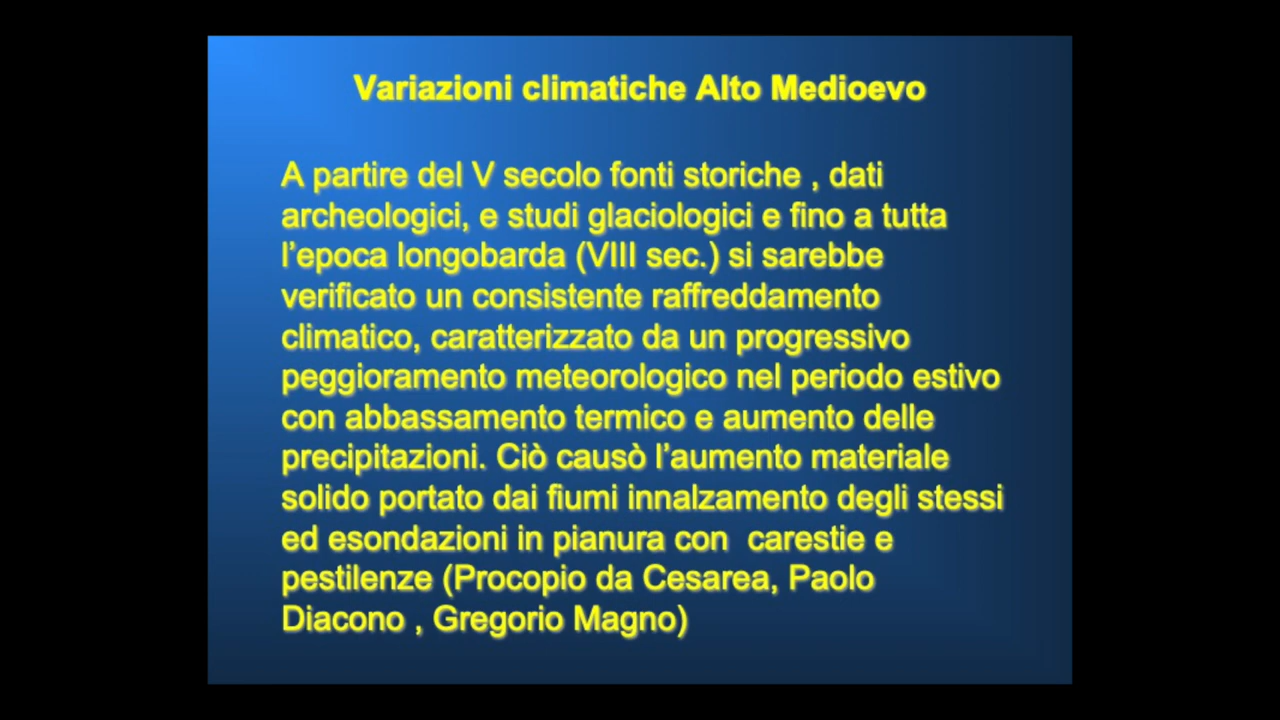 Variazioni climatiche Alto Medioevo
A partire del V secolo fonti storiche , dati
archeologici, e studi glaciologici e fino a tutta
l’epoca longobarda (VIII sec.) si sarebbe
verificato un consistente raffreddamento
climatico, caratterizzato da un progressivo
peggioramento meteorologico nel periodo estivo
con abbassamento termico e aumento delle
precipitazioni. Ciò causò l’aumento materiale
solido portato dai fiumi innalzamento degli stessi
ed esondazioni in pianura con  carestie e
pestilenze (Procopio da Cesarea, Paolo
Diacono , Gregorio Magno)